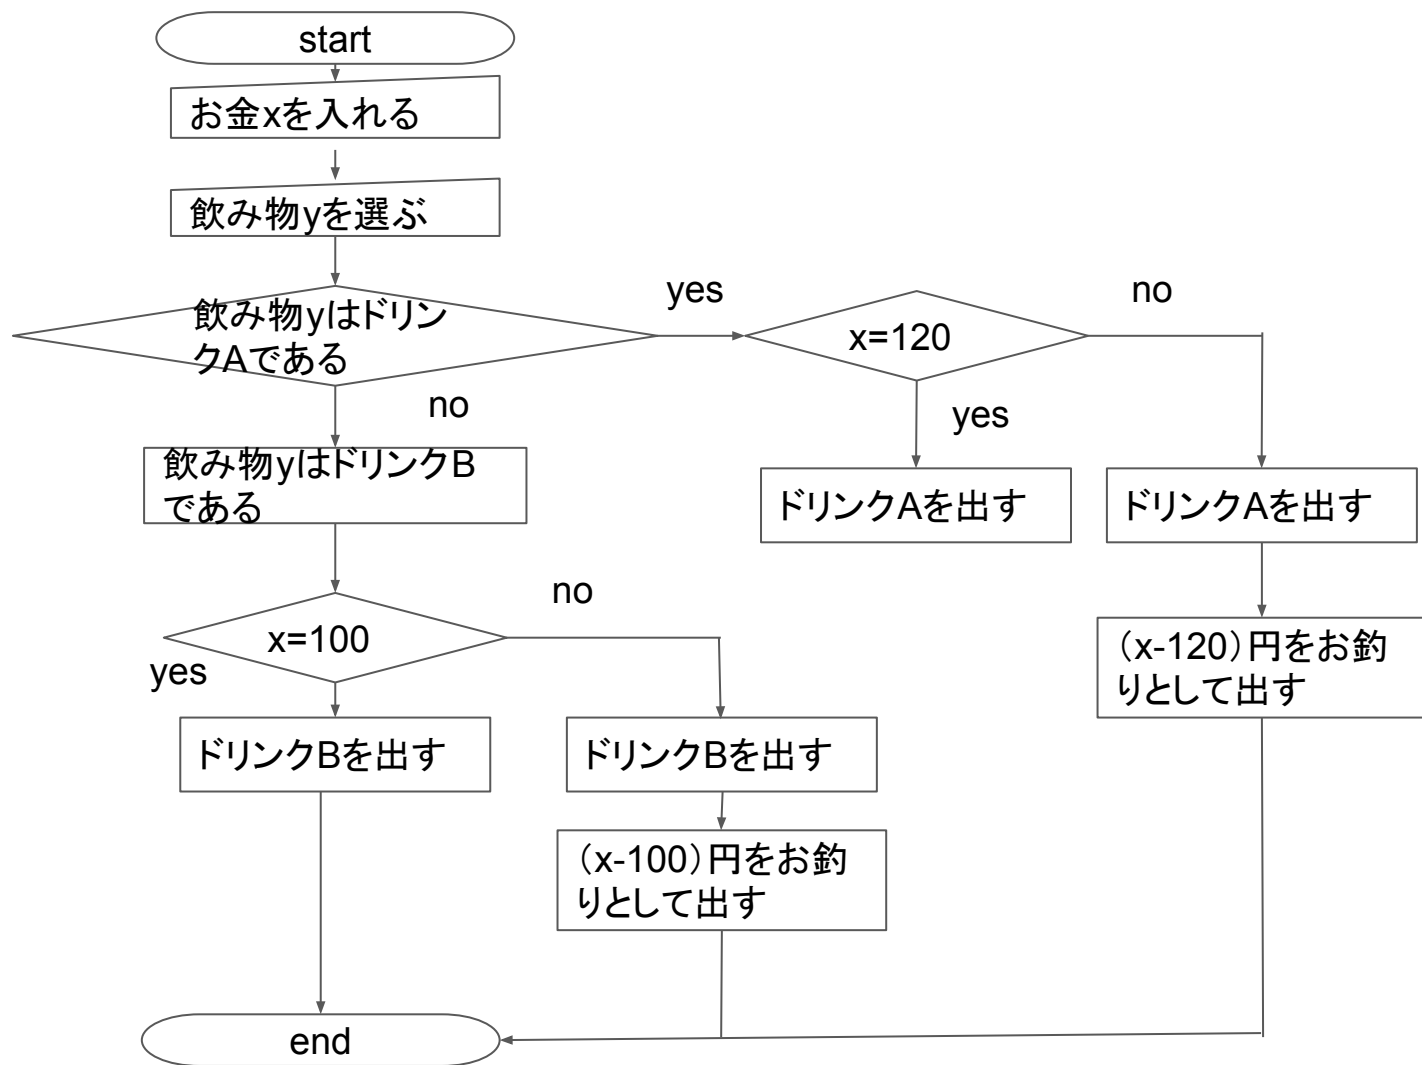 start
お金xを入れる
飲み物yを選ぶ
飲み物yはドリン
クAである
yes
x=120
no
no
yes
飲み物yはドリンクB
である
ドリンクAを出す
ドリンクAを出す
x=100
no
yes
（x-120）円をお釣
りとして出す
ドリンクBを出す
ドリンクBを出す
（x-100）円をお釣
りとして出す
end